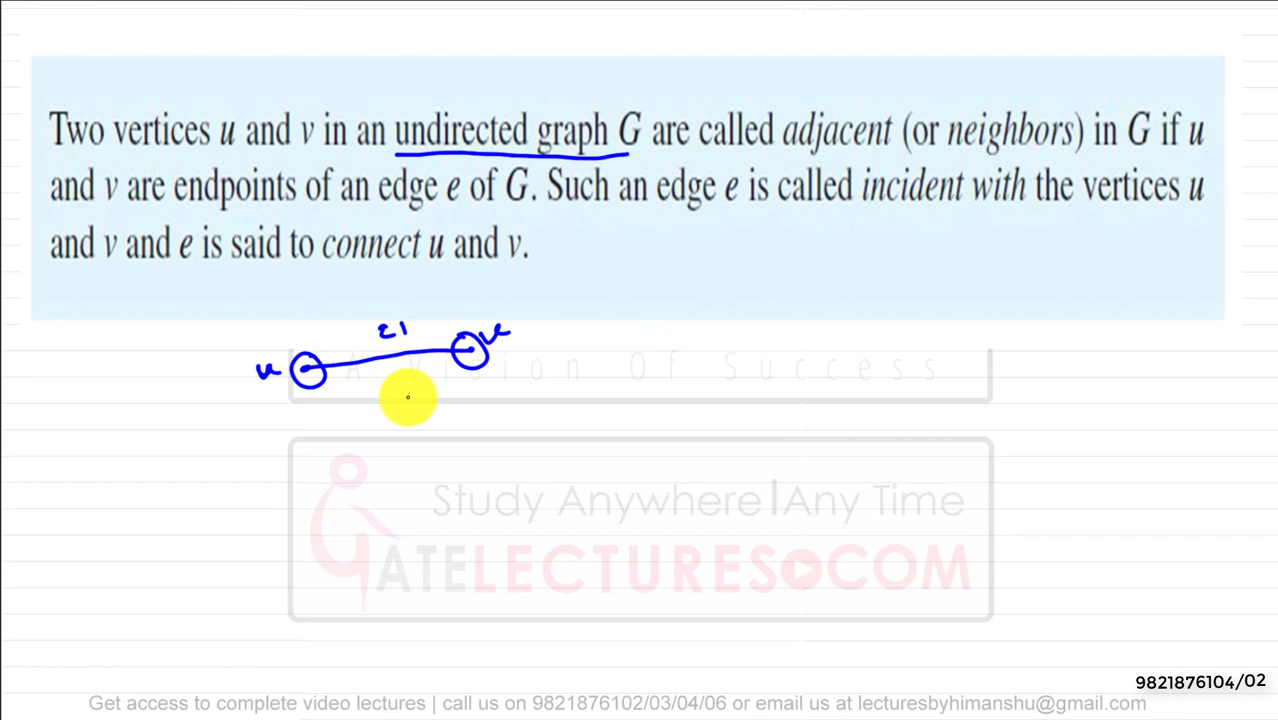 Two vertices u and v in an undirected graph G are called adjacent (or neighbors) in G if u
and v are endpoints of an edge e of G. Such an edge e is called incident with the vertices u
and v and e is said to connect u and v.
u
A Vision Of Success
Study Anywhere|Any Time
GATELECTURES.COM
9821876104/02
Get access to complete video lectures | call us on 9821876102/03/04/06 or email us at lecturesbyhimanshu@gmail.com